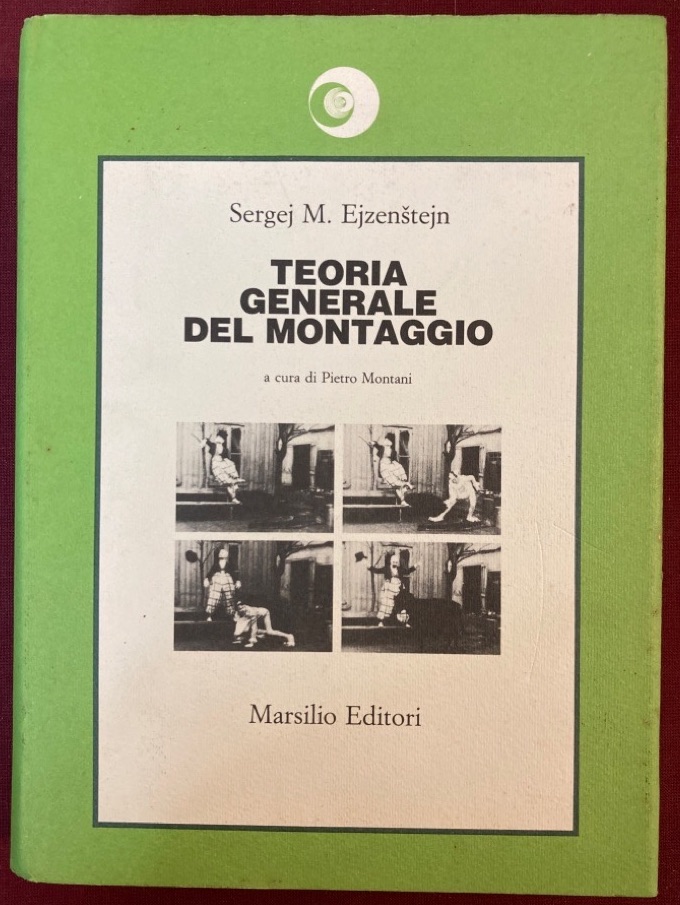 Sergej M. Ejzenštejn
TEORIA
GENERALE
DEL MONTAGGIO
a cura di Pietro Montani
Marsilio Editori